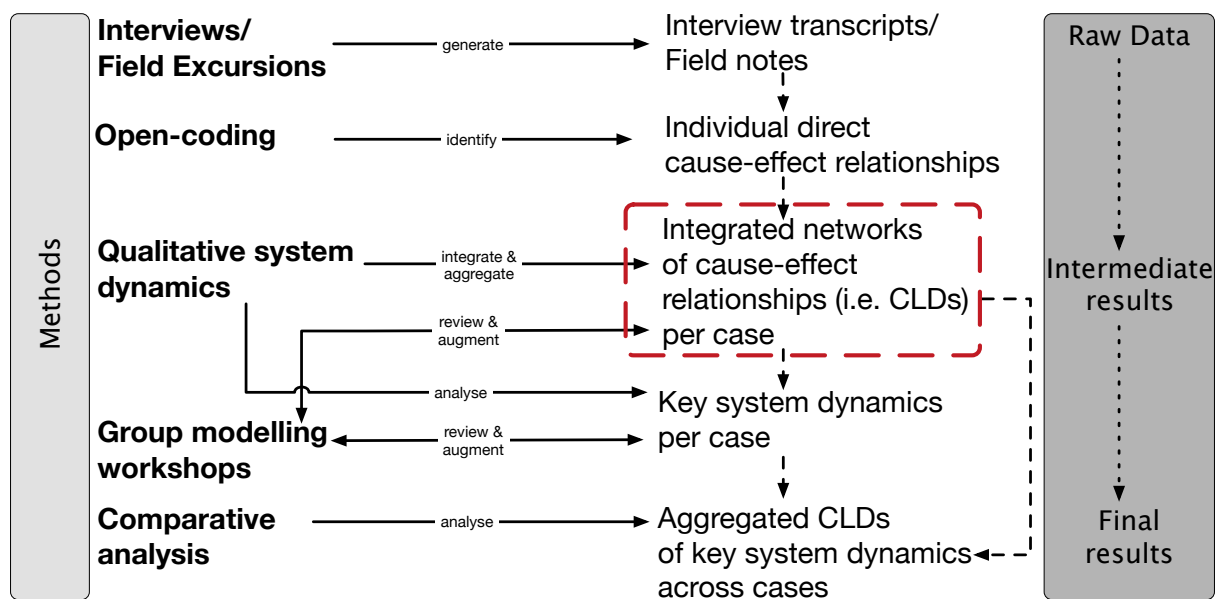 Methods
Interviews/
Field Excursions
generate
Interview transcripts/
Field notes
Open-coding
identify
Individual direct
cause-effect relationships
Qualitative system
dynamics
integrate &
aggregate
Integrated networks
of cause-effect
relationships (i.e. CLDs)
per case
review &
augment
analyse
Key system dynamics
per case
Group modelling
workshops
review &
augment
Comparative
analysis
analyse
Aggregated CLDs
of key system dynamics
across cases
Raw Data
Intermediate
results
Final
results